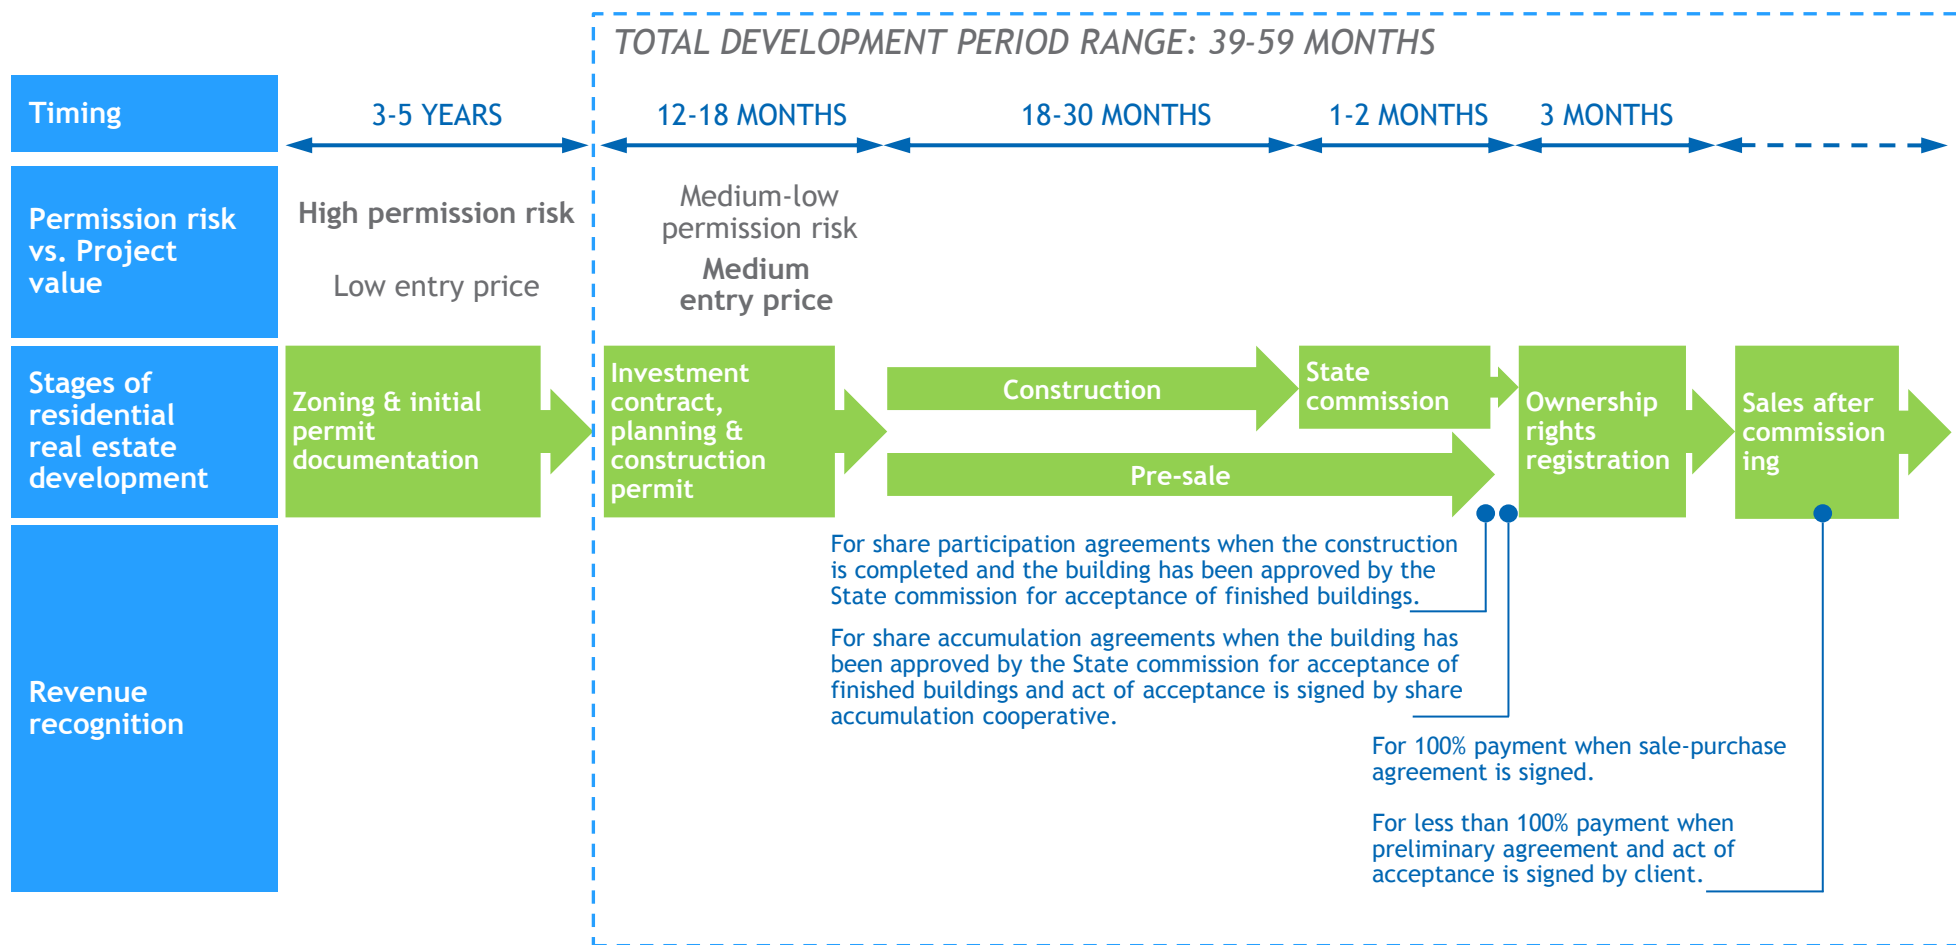 TOTAL DEVELOPMENT PERIOD RANGE: 39-59 MONTHS
Timing
3-5 YEARS
12-18 MONTHS
18-30 MONTHS
1-2 MONTHS
3 MONTHS
Permission risk
vs. Project
value
High permission risk
Low entry price
Medium-low
permission risk
Medium
entry price
Stages of
residential
real estate
development
Zoning & initial
permit
documentation
Investment
contract,
planning &
construction
permit
Construction
Pre-sale
State
commission
Ownership
rights
registration
Sales after
commission
ing
Revenue
recognition
For share participation agreements when the construction
is completed and the building has been approved by the
State commission for acceptance of finished buildings.
For share accumulation agreements when the building has
been approved by the State commission for acceptance of
finished buildings and act of acceptance is signed by share
accumulation cooperative.
For 100% payment when sale-purchase
agreement is signed.
For less than 100% payment when
preliminary agreement and act of
acceptance is signed by client.